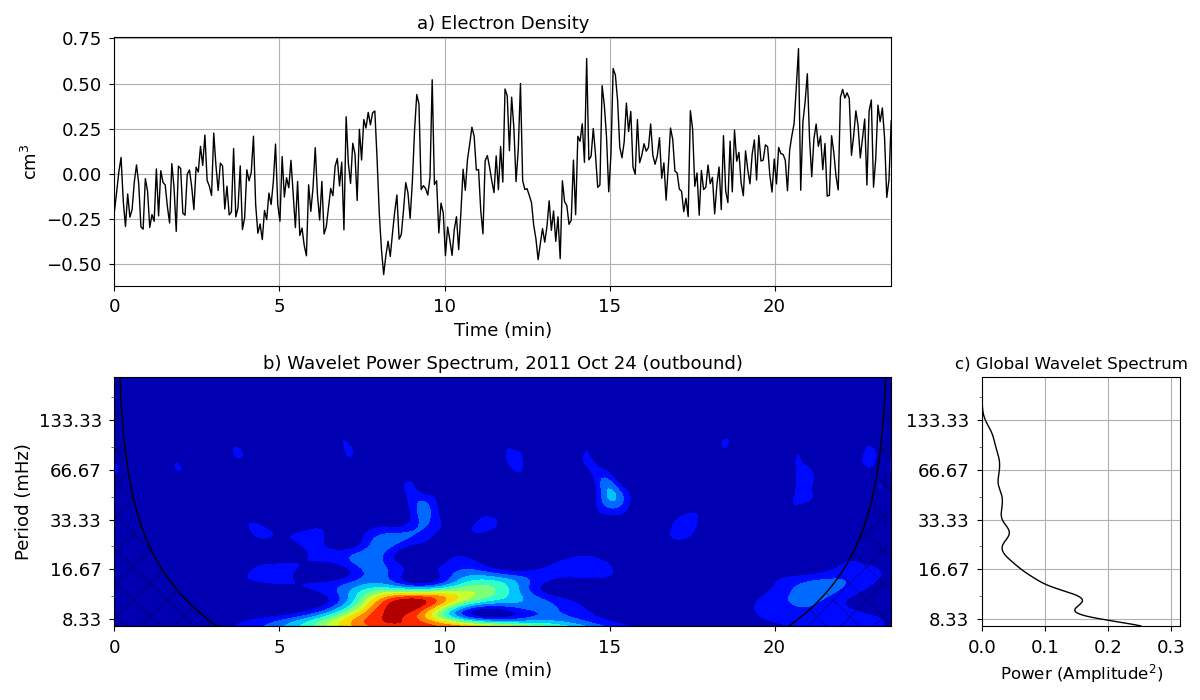 a) Electron Density
0.75
0.50
0.25
0.00
−0.25
−0.50
cm³
0 5 10 15 20
Time (min)
b) Wavelet Power Spectrum, 2011 Oct 24 (outbound)
133.33
66.67
33.33
16.67
8.33
Period (mHz)
0 5 10 15 20
Time (min)
c) Global Wavelet Spectrum
133.33
66.67
33.33
16.67
8.33
0.0 0.1 0.2 0.3
Power (Amplitude²)